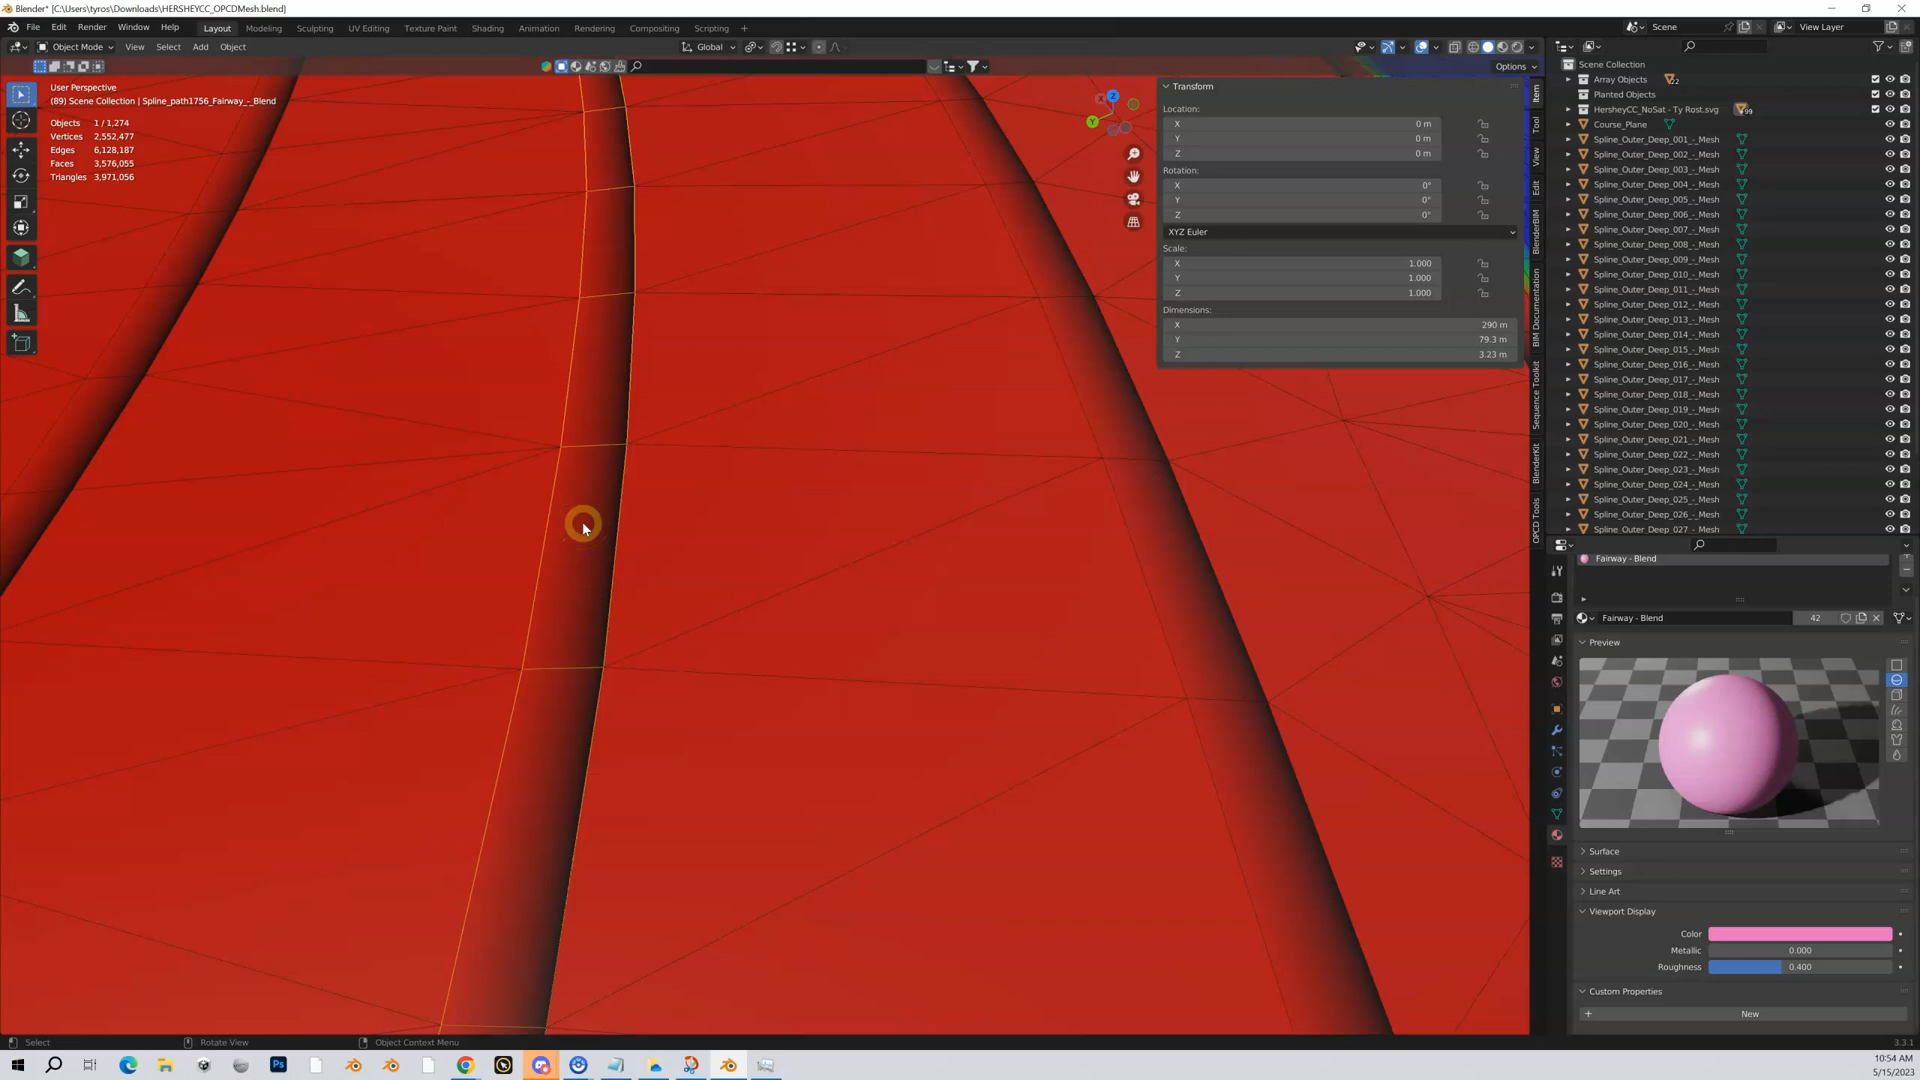 Blender* [C:\Users\tyros\Downloads\HERSHEYCC_OPCDMesh.blend]
File Edit Render Window Help Layout Modeling Sculpting UV Editing Texture Paint Shading Animation Rendering Compositing Scripting + Scene View Layer
Object Mode View Select Add Object Global
Options
User Perspective
(89) Scene Collection | Spline_path1756_Fairway_-_Blend
Objects 1 / 1,274
Vertices 2,552,477
Edges 6,128,187
Faces 3,576,055
Triangles 3,971,056
X
Y
Z
Transform
Location:
X 0 m
Y 0 m
Z 0 m
Rotation:
X 0°
Y 0°
Z 0°
XYZ Euler
Scale:
X 1.000
Y 1.000
Z 1.000
Dimensions:
X 290 m
Y 79.3 m
Z 3.23 m
Item
Tool
View
Edit
BlenderBIM
BIM Documentation
Sequence Toolkit
BlenderKit
OPCD Tools
Scene Collection
Array Objects 22
Planted Objects
HersheyCC_NoSat - Ty Rost.svg 99
Course_Plane
Spline_Outer_Deep_001_-_Mesh
Spline_Outer_Deep_002_-_Mesh
Spline_Outer_Deep_003_-_Mesh
Spline_Outer_Deep_004_-_Mesh
Spline_Outer_Deep_005_-_Mesh
Spline_Outer_Deep_006_-_Mesh
Spline_Outer_Deep_007_-_Mesh
Spline_Outer_Deep_008_-_Mesh
Spline_Outer_Deep_009_-_Mesh
Spline_Outer_Deep_010_-_Mesh
Spline_Outer_Deep_011_-_Mesh
Spline_Outer_Deep_012_-_Mesh
Spline_Outer_Deep_013_-_Mesh
Spline_Outer_Deep_014_-_Mesh
Spline_Outer_Deep_015_-_Mesh
Spline_Outer_Deep_016_-_Mesh
Spline_Outer_Deep_017_-_Mesh
Spline_Outer_Deep_018_-_Mesh
Spline_Outer_Deep_019_-_Mesh
Spline_Outer_Deep_020_-_Mesh
Spline_Outer_Deep_021_-_Mesh
Spline_Outer_Deep_022_-_Mesh
Spline_Outer_Deep_023_-_Mesh
Spline_Outer_Deep_024_-_Mesh
Spline_Outer_Deep_025_-_Mesh
Spline_Outer_Deep_026_-_Mesh
Spline_Outer_Deep_027_-_Mesh
Fairway - Blend
Fairway - Blend 42
Preview
Surface
Settings
Line Art
Viewport Display
Color
Metallic 0.000
Roughness 0.400
Custom Properties
+ New
Select Rotate View Object Context Menu 3.3.1
Ps
10:54 AM
5/15/2023